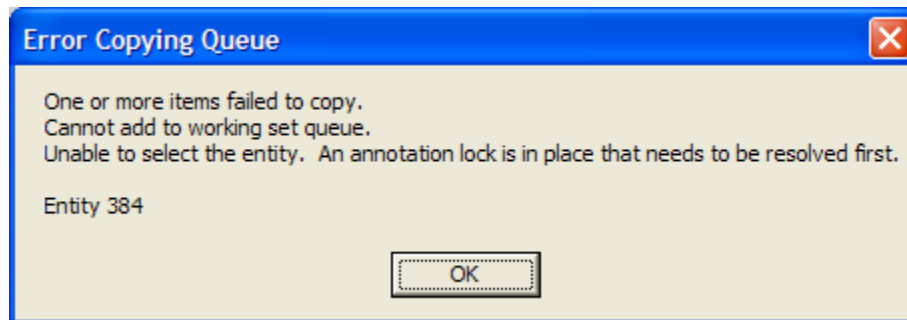 Error Copying Queue
One or more items failed to copy.
Cannot add to working set queue.
Unable to select the entity.  An annotation lock is in place that needs to be resolved first.
Entity 384
OK